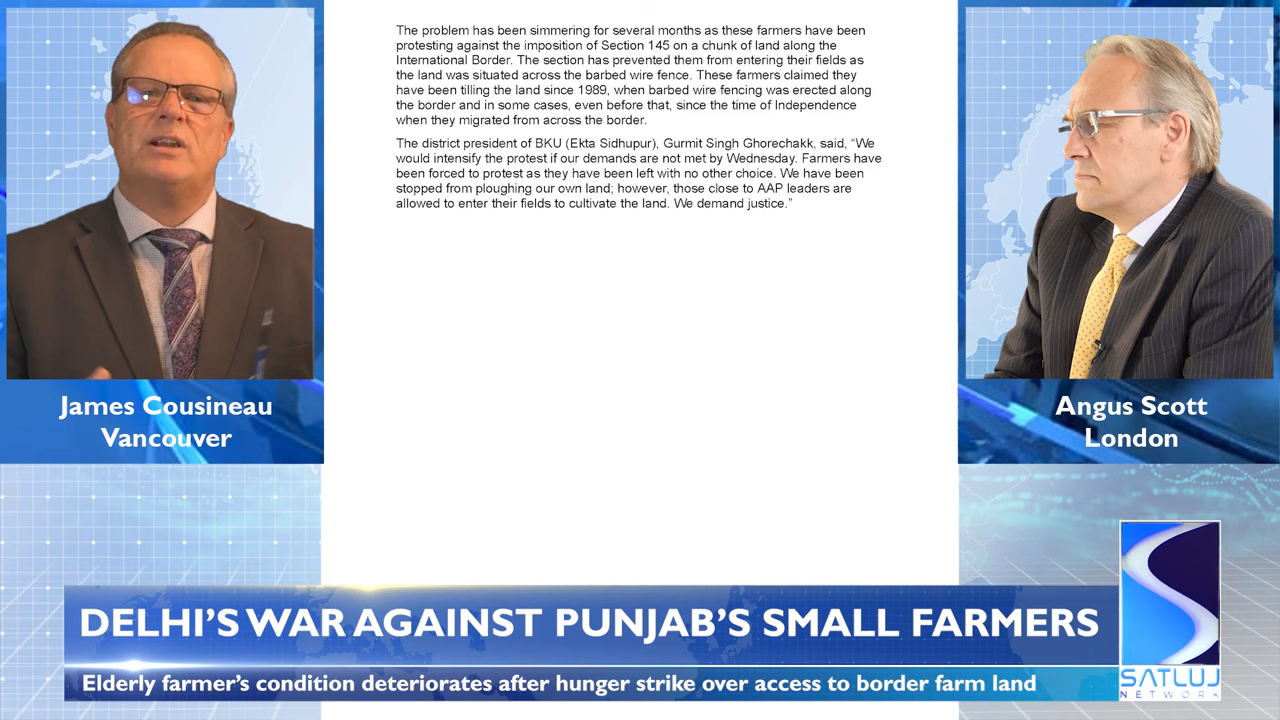 The problem has been simmering for several months as these farmers have been
protesting against the imposition of Section 145 on a chunk of land along the
International Border. The section has prevented them from entering their fields as
the land was situated across the barbed wire fence. These farmers claimed they
have been tilling the land since 1989, when barbed wire fencing was erected along
the border and in some cases, even before that, since the time of Independence
when they migrated from across the border.
The district president of BKU (Ekta Sidhupur), Gurmit Singh Ghorechakk, said, “We
would intensify the protest if our demands are not met by Wednesday. Farmers have
been forced to protest as they have been left with no other choice. We have been
stopped from ploughing our own land; however, those close to AAP leaders are
allowed to enter their fields to cultivate the land. We demand justice.”
James Cousineau
Vancouver
Angus Scott
London
DELHI’S WAR AGAINST PUNJAB’S SMALL FARMERS
Elderly farmer’s condition deteriorates after hunger strike over access to border farm land
SATLUJ
NETWORK